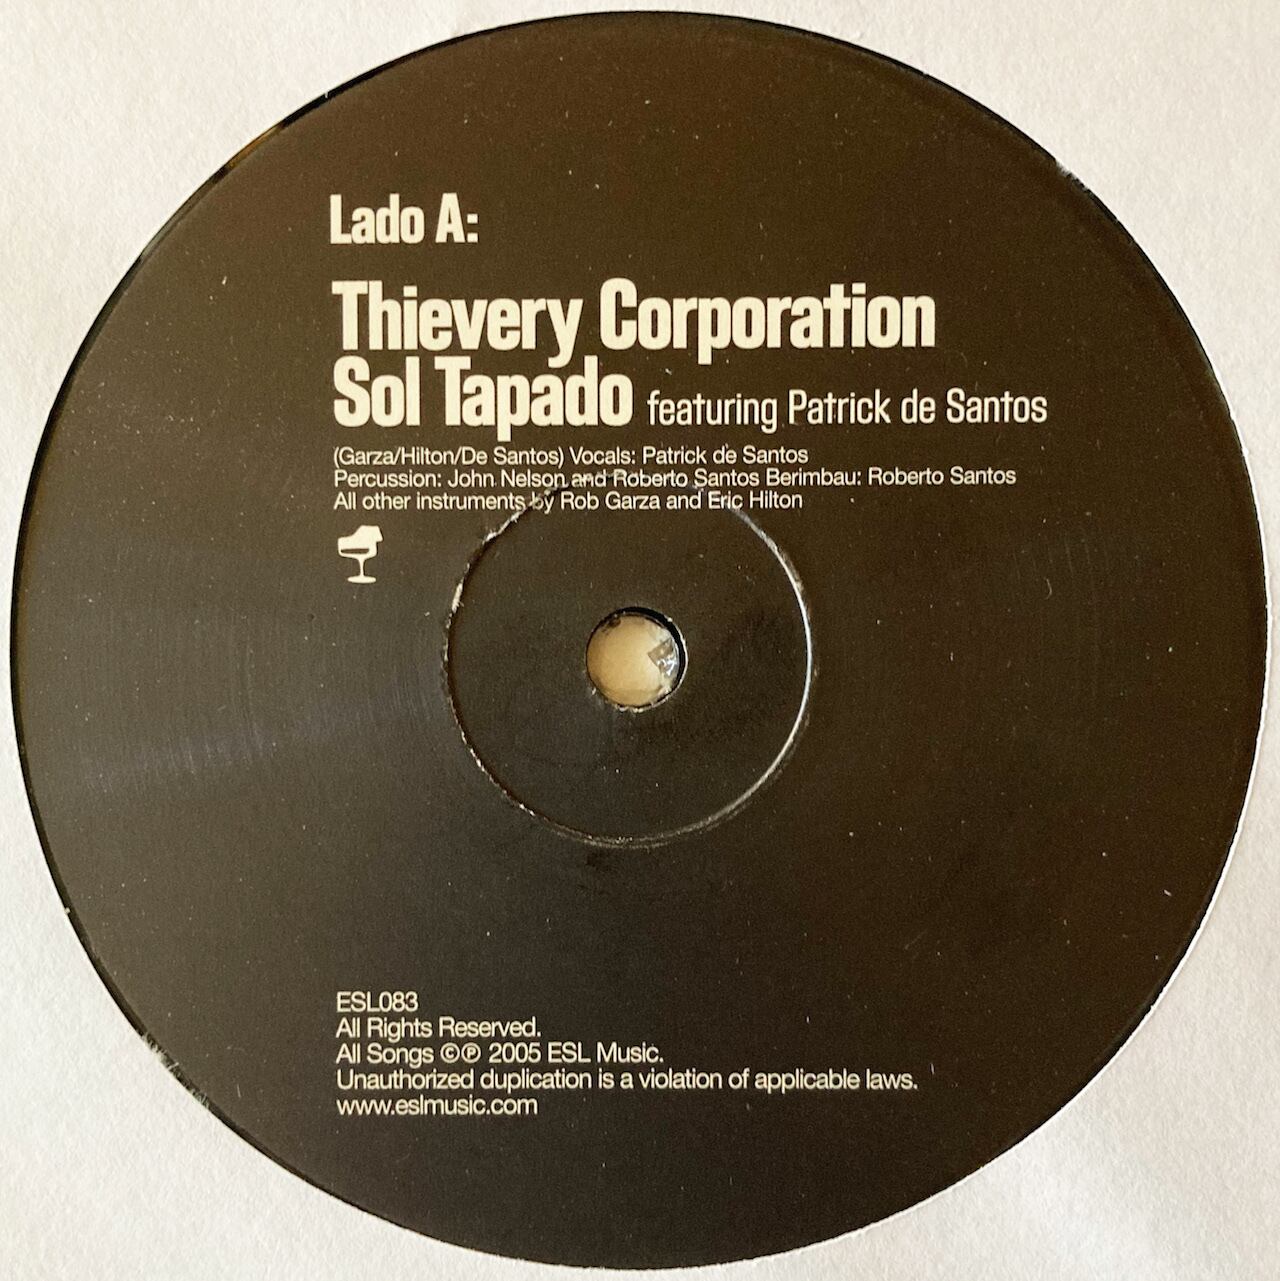 Lado A:
Thievery Corporation
Sol Tapado featuring Patrick de Santos
(Garza/Hilton/De Santos) Vocals: Patrick de Santos
Percussion: John Nelson and Roberto Santos Berimbau: Roberto Santos
All other instruments by Rob Garza and Eric Hilton
ESL083
All Rights Reserved.
All Songs ©℗ 2005 ESL Music.
Unauthorized duplication is a violation of applicable laws.
www.eslmusic.com